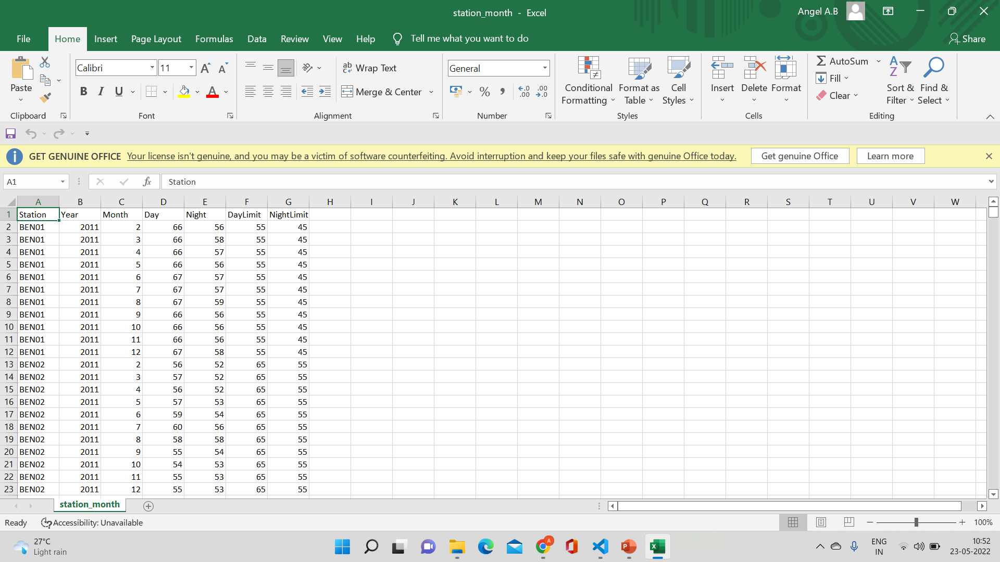 station_month - Excel
Angel A.B
File Home Insert Page Layout Formulas Data Review View Help Tell me what you want to do Share
Paste
Clipboard
Calibri 11
B I U
Font
Wrap Text
Merge & Center
Alignment
General
% , .00 .00
Number
Conditional Formatting
Format as Table
Cell Styles
Styles
Insert Delete Format
Cells
AutoSum
Fill
Clear
Sort & Filter
Find & Select
Editing
GET GENUINE OFFICE Your license isn't genuine, and you may be a victim of software counterfeiting. Avoid interruption and keep your files safe with genuine Office today. Get genuine Office Learn more
A1 fx Station
A B C D E F G H I J K L M N O P Q R S T U V W
1 Station Year Month Day Night DayLimit NightLimit
2 BEN01 2011 2 66 56 55 45
3 BEN01 2011 3 66 58 55 45
4 BEN01 2011 4 66 57 55 45
5 BEN01 2011 5 66 56 55 45
6 BEN01 2011 6 67 57 55 45
7 BEN01 2011 7 67 57 55 45
8 BEN01 2011 8 67 59 55 45
9 BEN01 2011 9 66 56 55 45
10 BEN01 2011 10 66 56 55 45
11 BEN01 2011 11 66 56 55 45
12 BEN01 2011 12 67 58 55 45
13 BEN02 2011 2 56 52 65 55
14 BEN02 2011 3 57 52 65 55
15 BEN02 2011 4 56 52 65 55
16 BEN02 2011 5 57 53 65 55
17 BEN02 2011 6 59 54 65 55
18 BEN02 2011 7 60 56 65 55
19 BEN02 2011 8 58 58 65 55
20 BEN02 2011 9 55 54 65 55
21 BEN02 2011 10 54 53 65 55
22 BEN02 2011 11 55 53 65 55
23 BEN02 2011 12 55 53 65 55
station_month
Ready Accessibility: Unavailable 100%
27°C
Light rain
ENG
IN
10:52
23-05-2022